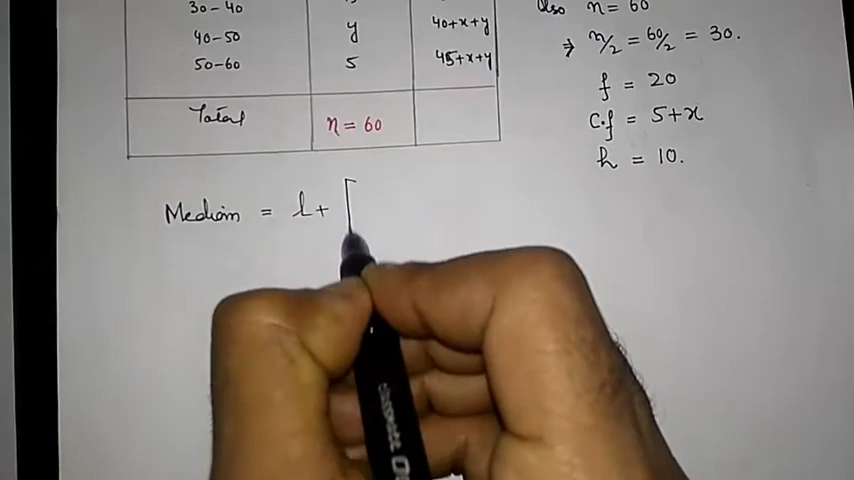 30-40
40-50 y 40+x+y
50-60 5 45+x+y
Total n = 60
Also n = 60
⇒ n/2 = 60/2 = 30.
f = 20
c.f = 5+x
h = 10.
Median = l + [